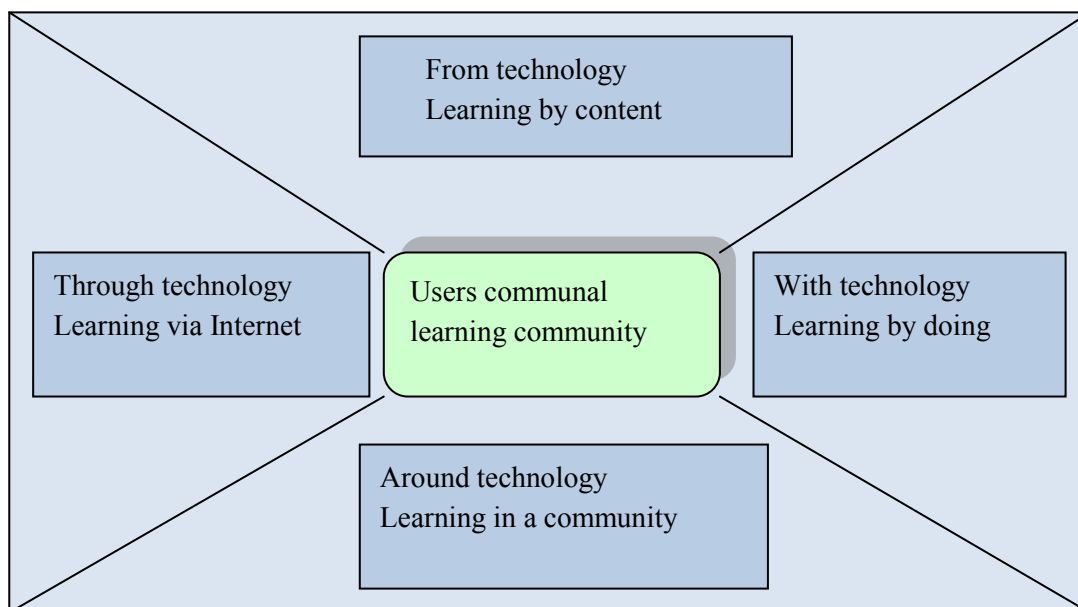 From technology
Learning by content
Through technology
Learning via Internet
Users communal
learning community
With technology
Learning by doing
Around technology
Learning in a community